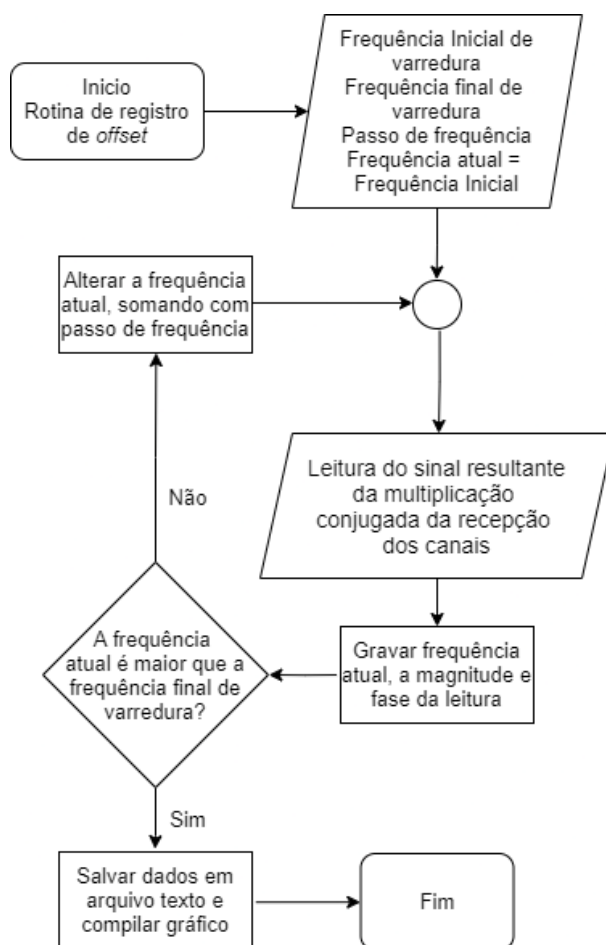 Inicio
Rotina de registro
de offset
Frequência Inicial de
varredura
Frequência final de
varredura
Passo de frequência
Frequência atual =
Frequência Inicial
Alterar a frequência
atual, somando com
passo de frequência
Leitura do sinal resultante
da multiplicação
conjugada da recepção
dos canais
Gravar frequência
atual, a magnitude e
fase da leitura
A frequência
atual é maior que a
frequência final de
varredura?
Não
Sim
Salvar dados em
arquivo texto e
compilar gráfico
Fim